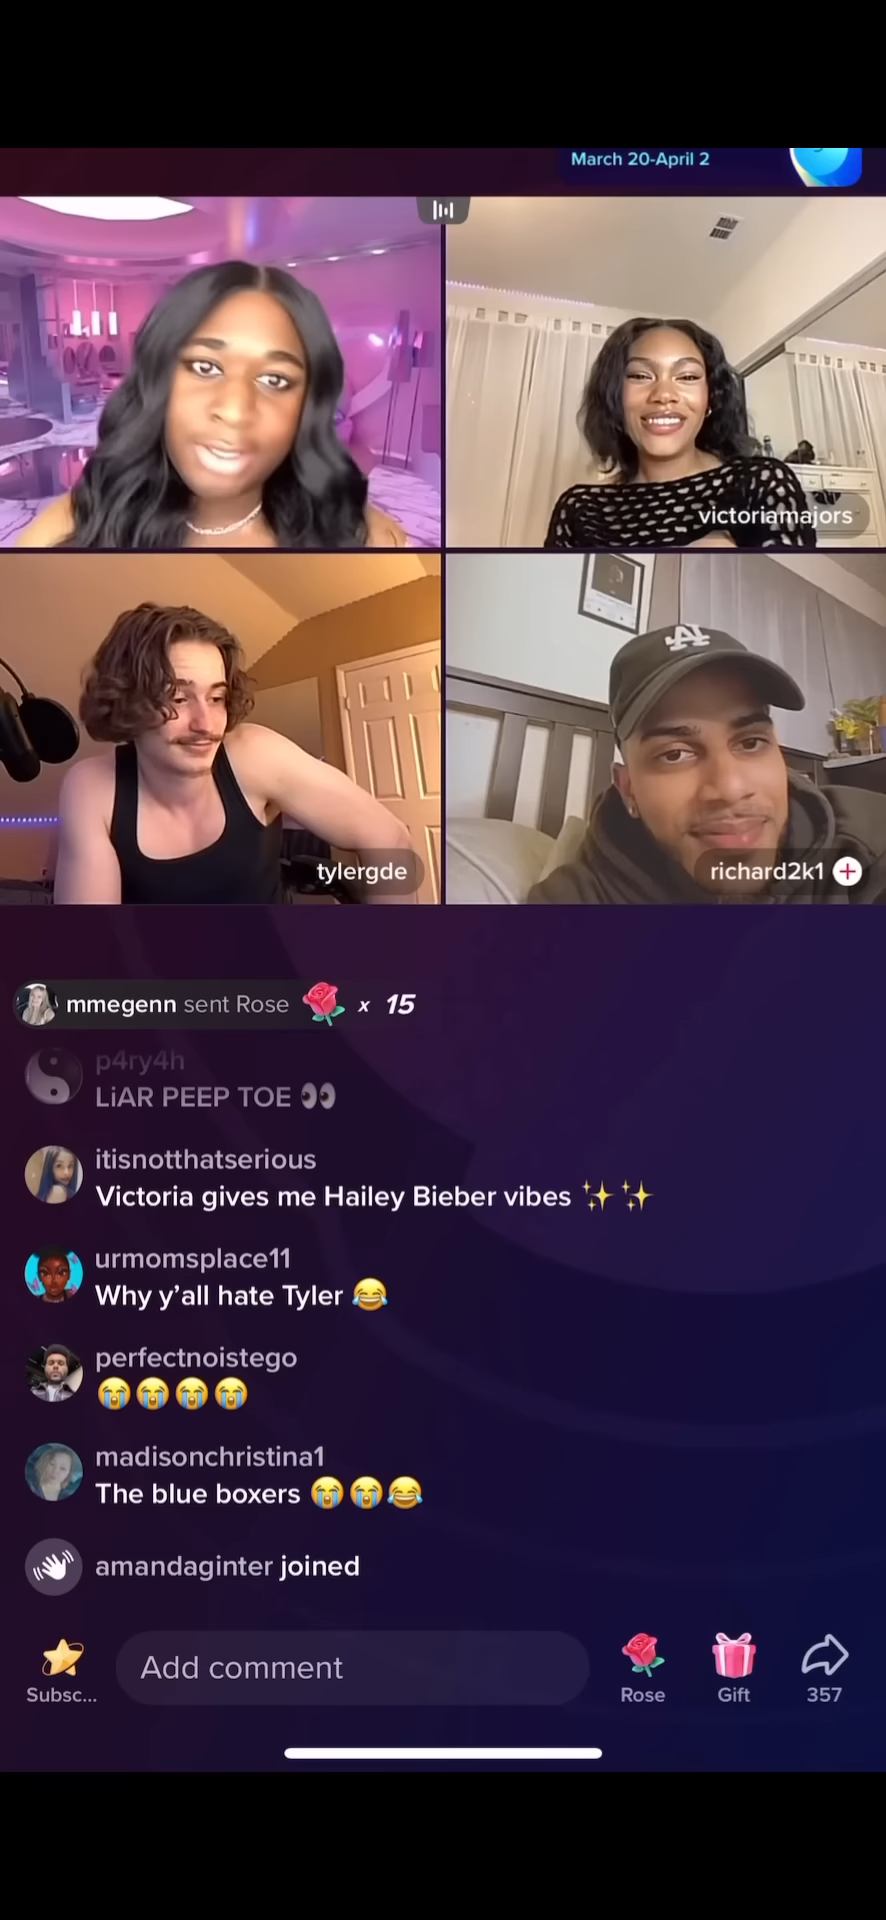 March 20-April 2
victoriamajors
LA
tylergde
richard2k1
mmegenn sent Rose 🌹 x 15
p4ry4h
LiAR PEEP TOE 👀
itisnotthatserious
Victoria gives me Hailey Bieber vibes ✨✨
urmomsplace11
Why y’all hate Tyler 😂
perfectnoistego
😭😭😭😭
madisonchristina1
The blue boxers 😭😭😂
amandaginter joined
Subsc...
Add comment
Rose
Gift
357